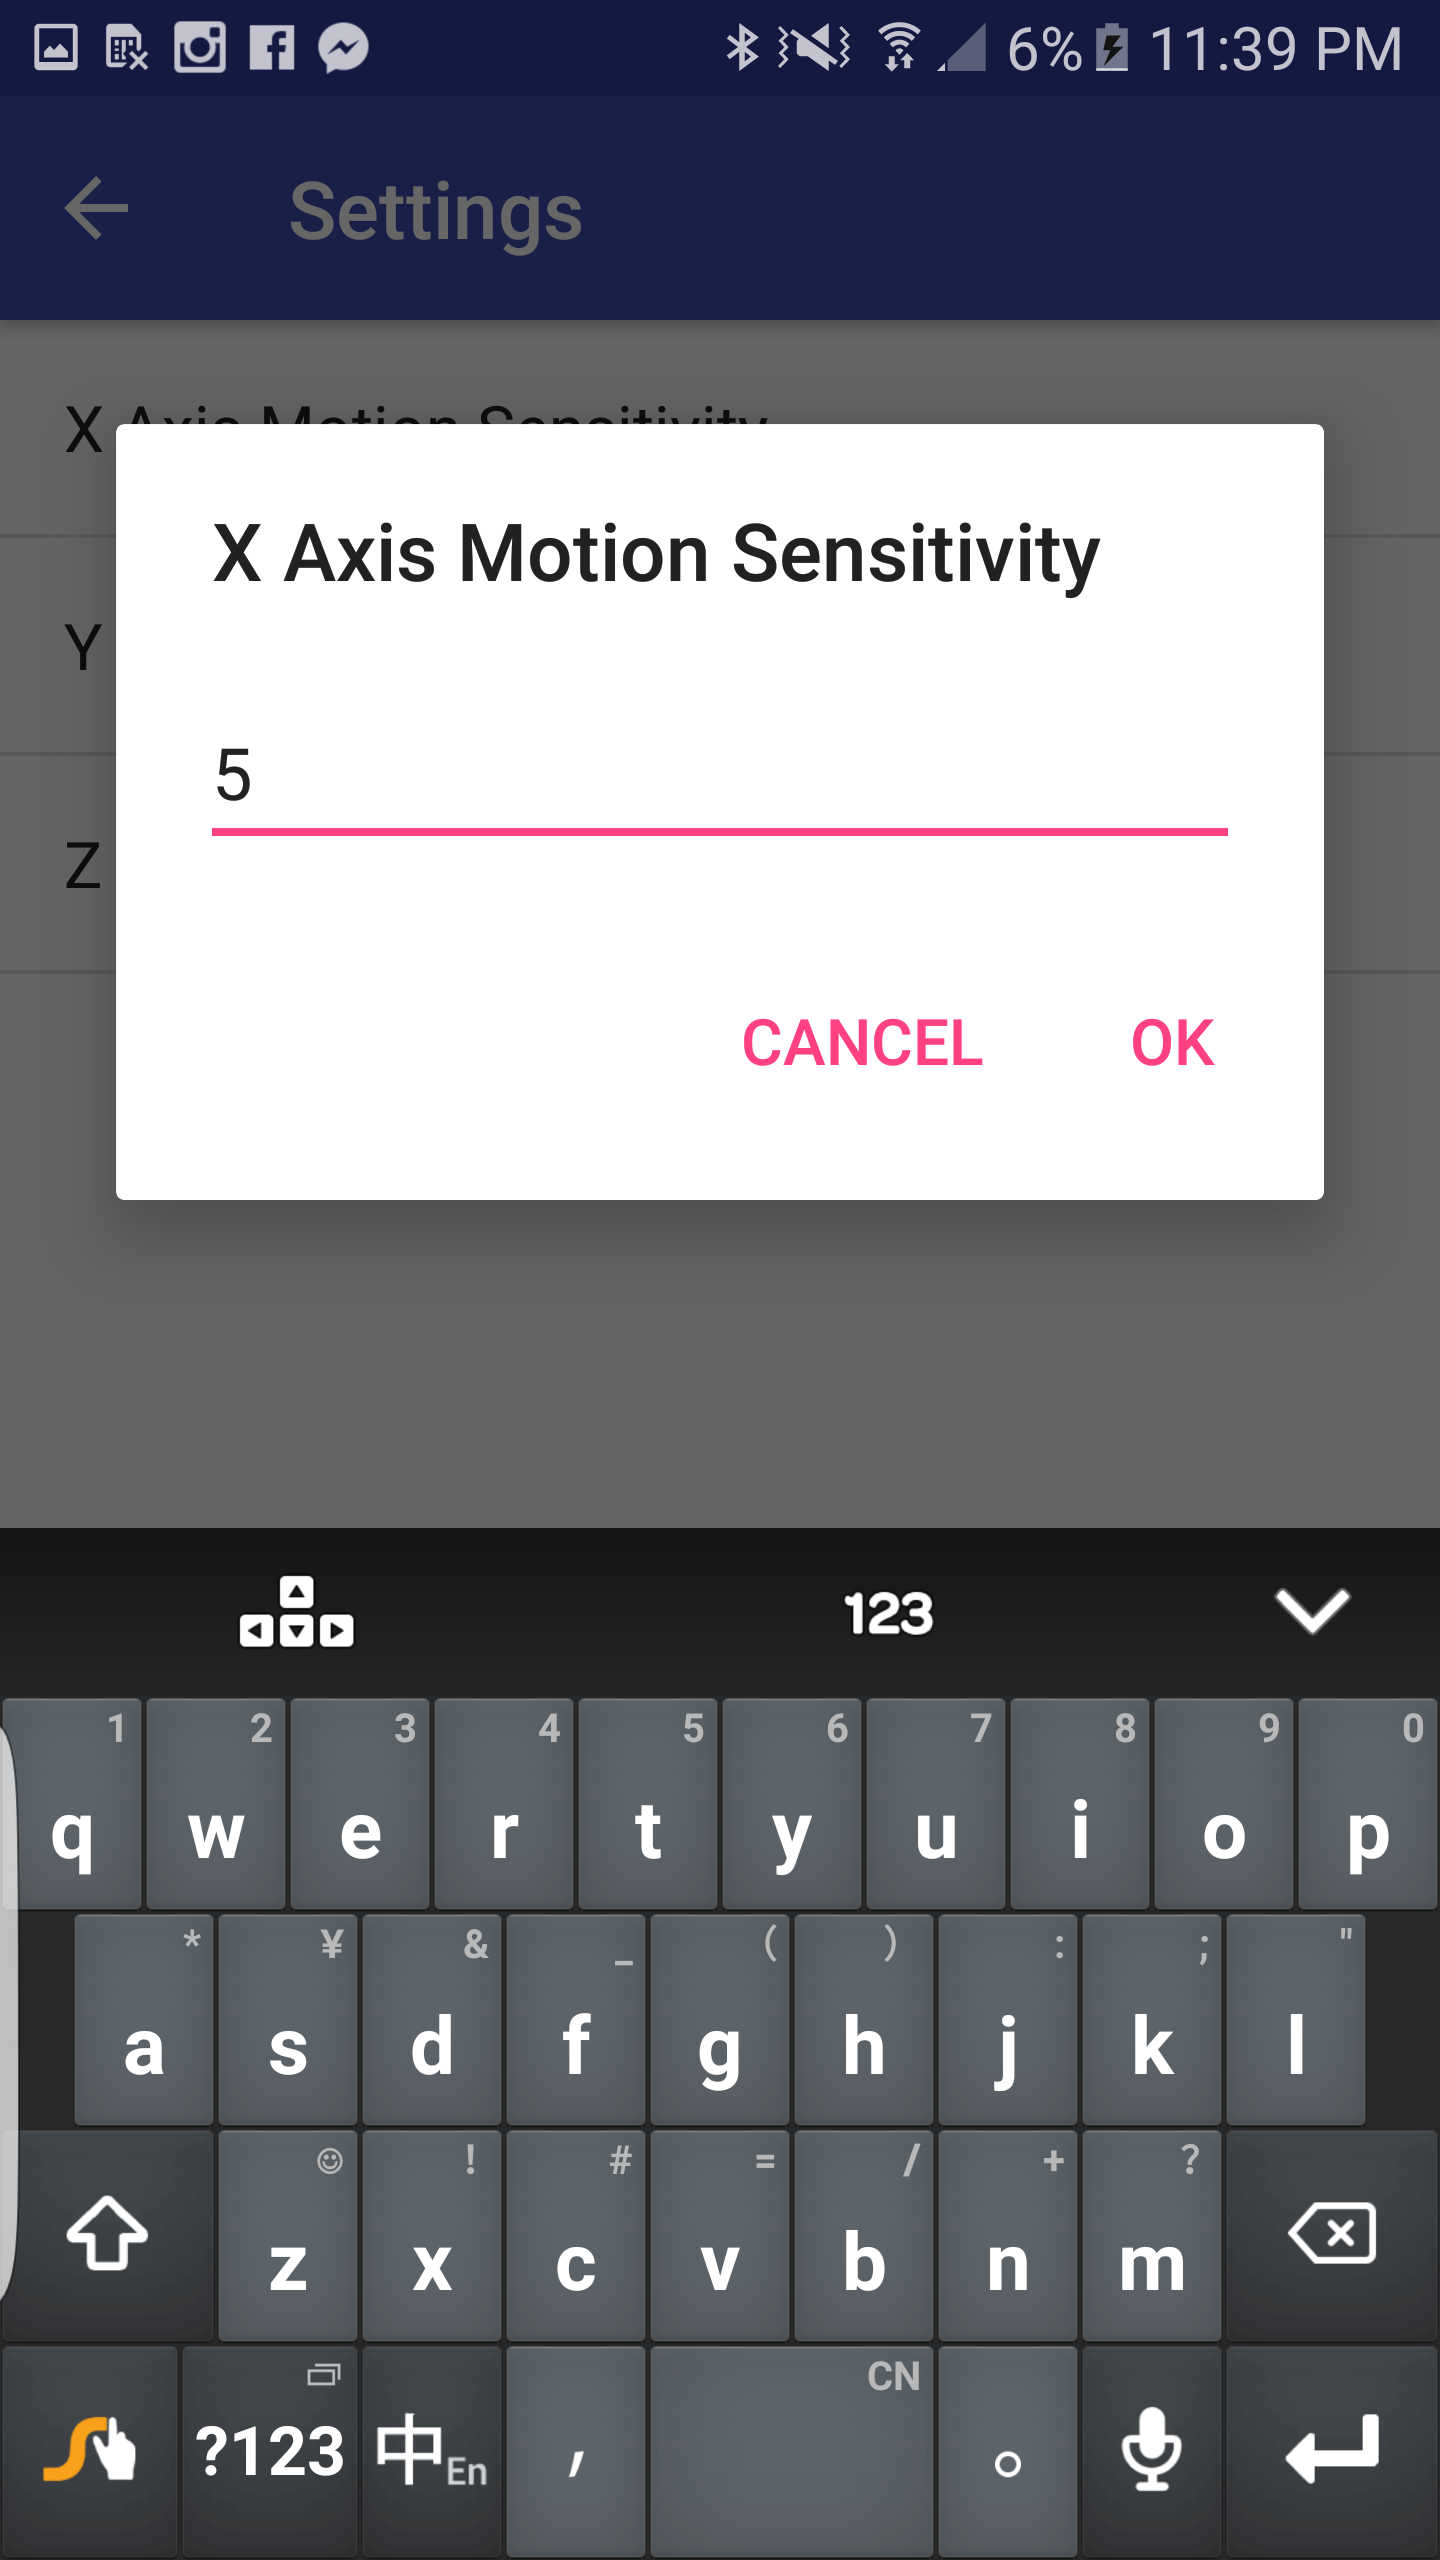 6% 11:39 PM
Settings
X Axis Motion Sensitivity
X Axis Motion Sensitivity
Y
Z
5
CANCEL OK
123
1 2 3 4 5 6 7 8 9 0
q w e r t y u i o p
* ¥ & _ ( ) : ; "
a s d f g h j k l
! # = / + ?
z x c v b n m
CN
?123 中En , 。